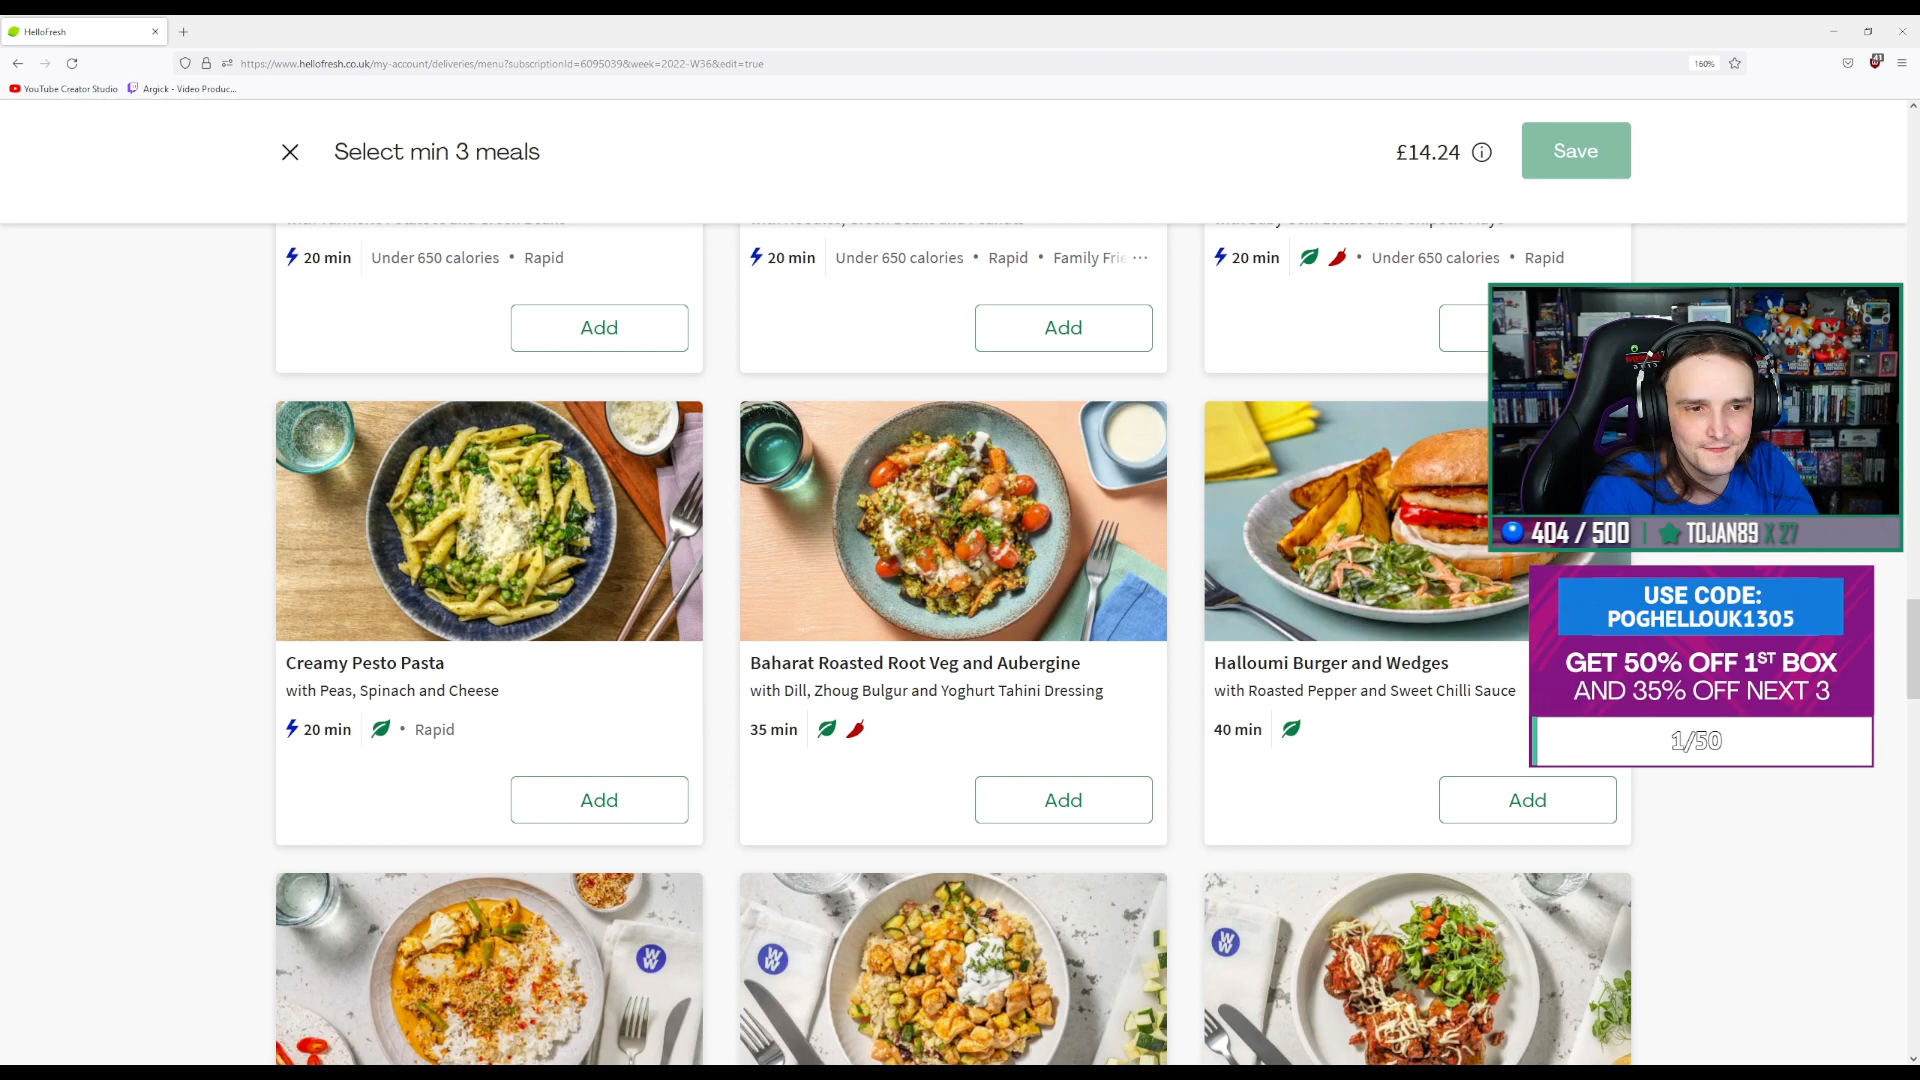 HelloFresh
https://www.hellofresh.co.uk/my-account/deliveries/menu?subscriptionId=6095039&week=2022-W36&edit=true
160%
YouTube Creator Studio
Argick - Video Produc...
Select min 3 meals
£14.24
Save
20 min
Under 650 calories • Rapid
20 min
Under 650 calories • Rapid • Family Frie ...
20 min
• Under 650 calories • Rapid
Add
Add
404 / 500
TOJAN89 X 27
USE CODE:
POGHELLOUK1305
GET 50% OFF 1ST BOX
AND 35% OFF NEXT 3
1/50
Creamy Pesto Pasta
with Peas, Spinach and Cheese
20 min
• Rapid
Add
Baharat Roasted Root Veg and Aubergine
with Dill, Zhoug Bulgur and Yoghurt Tahini Dressing
35 min
Add
Halloumi Burger and Wedges
with Roasted Pepper and Sweet Chilli Sauce
40 min
Add
WW
WW
WW